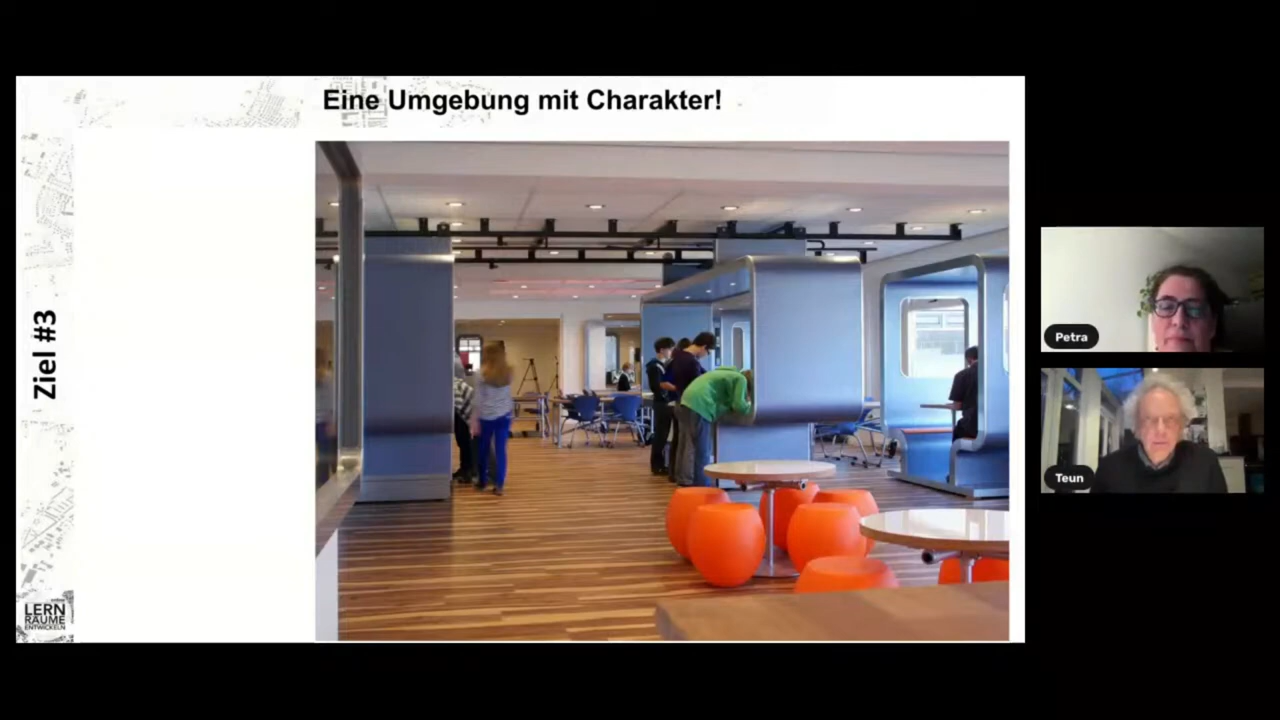 Eine Umgebung mit Charakter!
Ziel #3
LERN
RÄUME
ENTWICKELN
Petra
Teun